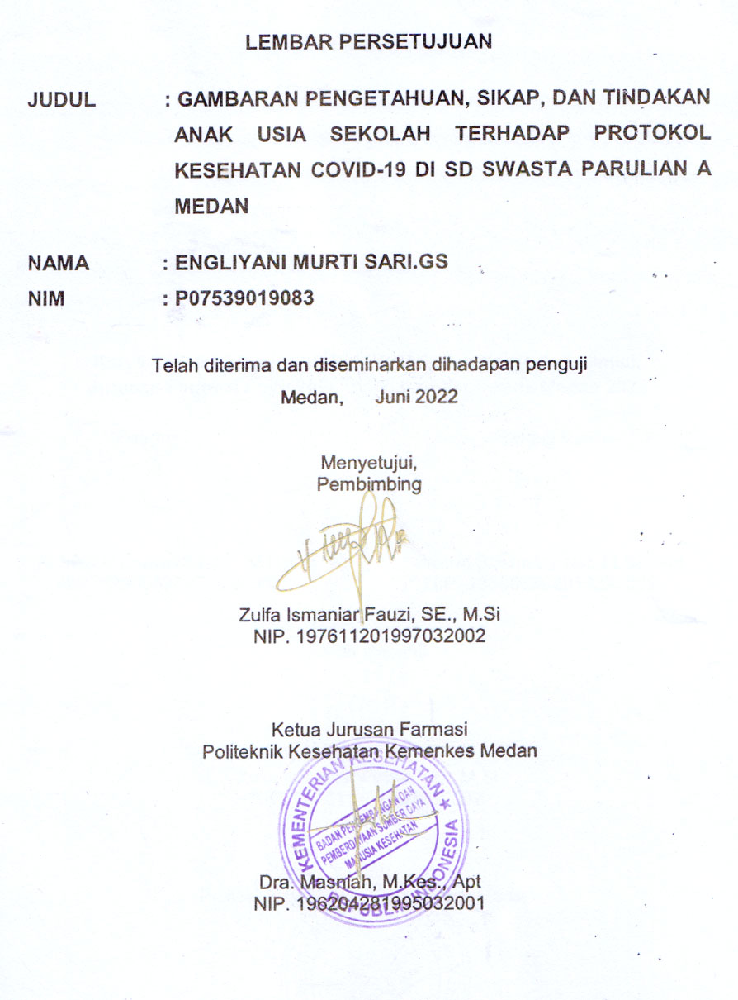 LEMBAR PERSETUJUAN
JUDUL : GAMBARAN PENGETAHUAN, SIKAP, DAN TINDAKAN
ANAK USIA SEKOLAH TERHADAP PROTOKOL
KESEHATAN COVID-19 DI SD SWASTA PARULIAN A
MEDAN
NAMA : ENGLIYANI MURTI SARI.GS
NIM : P07539019083
Telah diterima dan diseminarkan dihadapan penguji
Medan, Juni 2022
Menyetujui,
Pembimbing
Zulfa Ismaniar Fauzi, SE., M.Si
NIP. 197611201997032002
Ketua Jurusan Farmasi
Politeknik Kesehatan Kemenkes Medan
KEMENTERIAN KESEHATAN
BADAN PENGEMBANGAN DAN
PEMBERDAYAAN SUMBER DAYA
MANUSIA KESEHATAN
REPUBLIK INDONESIA
Dra. Masniah, M.Kes., Apt
NIP. 196204281995032001